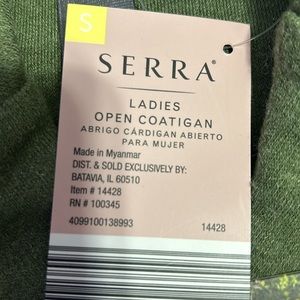 S
SERRA®
LADIES
OPEN COATIGAN
ABRIGO CÁRDIGAN ABIERTO
PARA MUJER
Made in Myanmar
DIST. & SOLD EXCLUSIVELY BY:
BATAVIA, IL 60510
Item # 14428
RN # 100345
4099100138993 14428